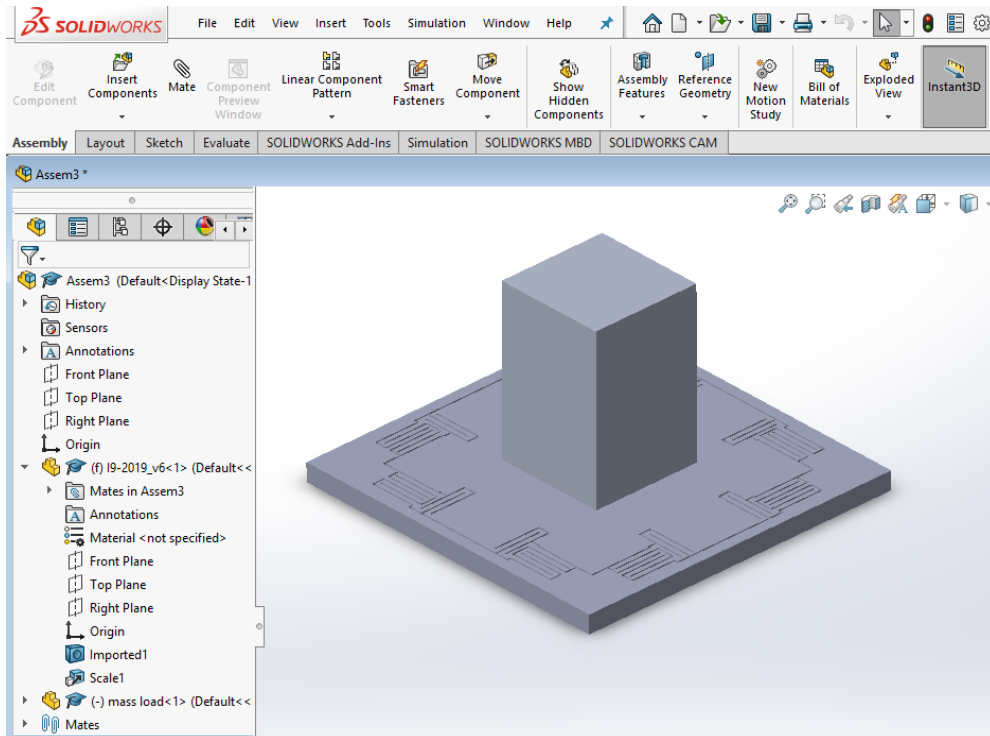 SOLIDWORKS File Edit View Insert Tools Simulation Window Help
Edit Component
Insert Components
Mate
Component Preview Window
Linear Component Pattern
Smart Fasteners
Move Component
Show Hidden Components
Assembly Features
Reference Geometry
New Motion Study
Bill of Materials
Exploded View
Instant3D
Assembly Layout Sketch Evaluate SOLIDWORKS Add-Ins Simulation SOLIDWORKS MBD SOLIDWORKS CAM
Assem3 *
Assem3 (Default<Display State-1
History
Sensors
Annotations
Front Plane
Top Plane
Right Plane
Origin
(f) I9-2019_v6<1> (Default<<
Mates in Assem3
Annotations
Material <not specified>
Front Plane
Top Plane
Right Plane
Origin
Imported1
Scale1
(-) mass load<1> (Default<<
Mates